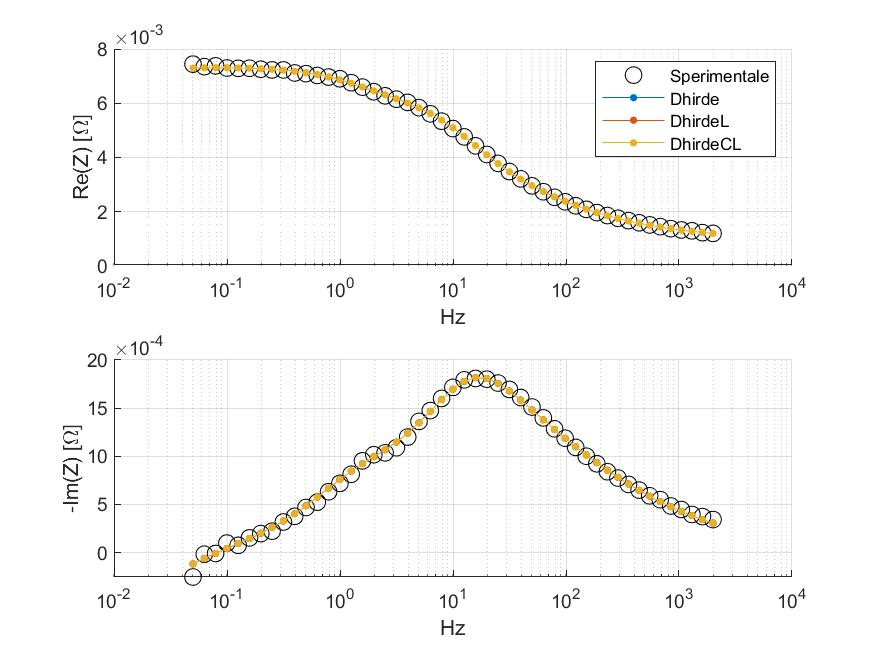 ×10⁻³
8
6
4
2
0
Re(Z) [Ω]
Sperimentale
Dhirde
DhirdeL
DhirdeCL
10⁻² 10⁻¹ 10⁰ 10¹ 10² 10³ 10⁴
Hz
×10⁻⁴
20
15
10
5
0
-Im(Z) [Ω]
10⁻² 10⁻¹ 10⁰ 10¹ 10² 10³ 10⁴
Hz